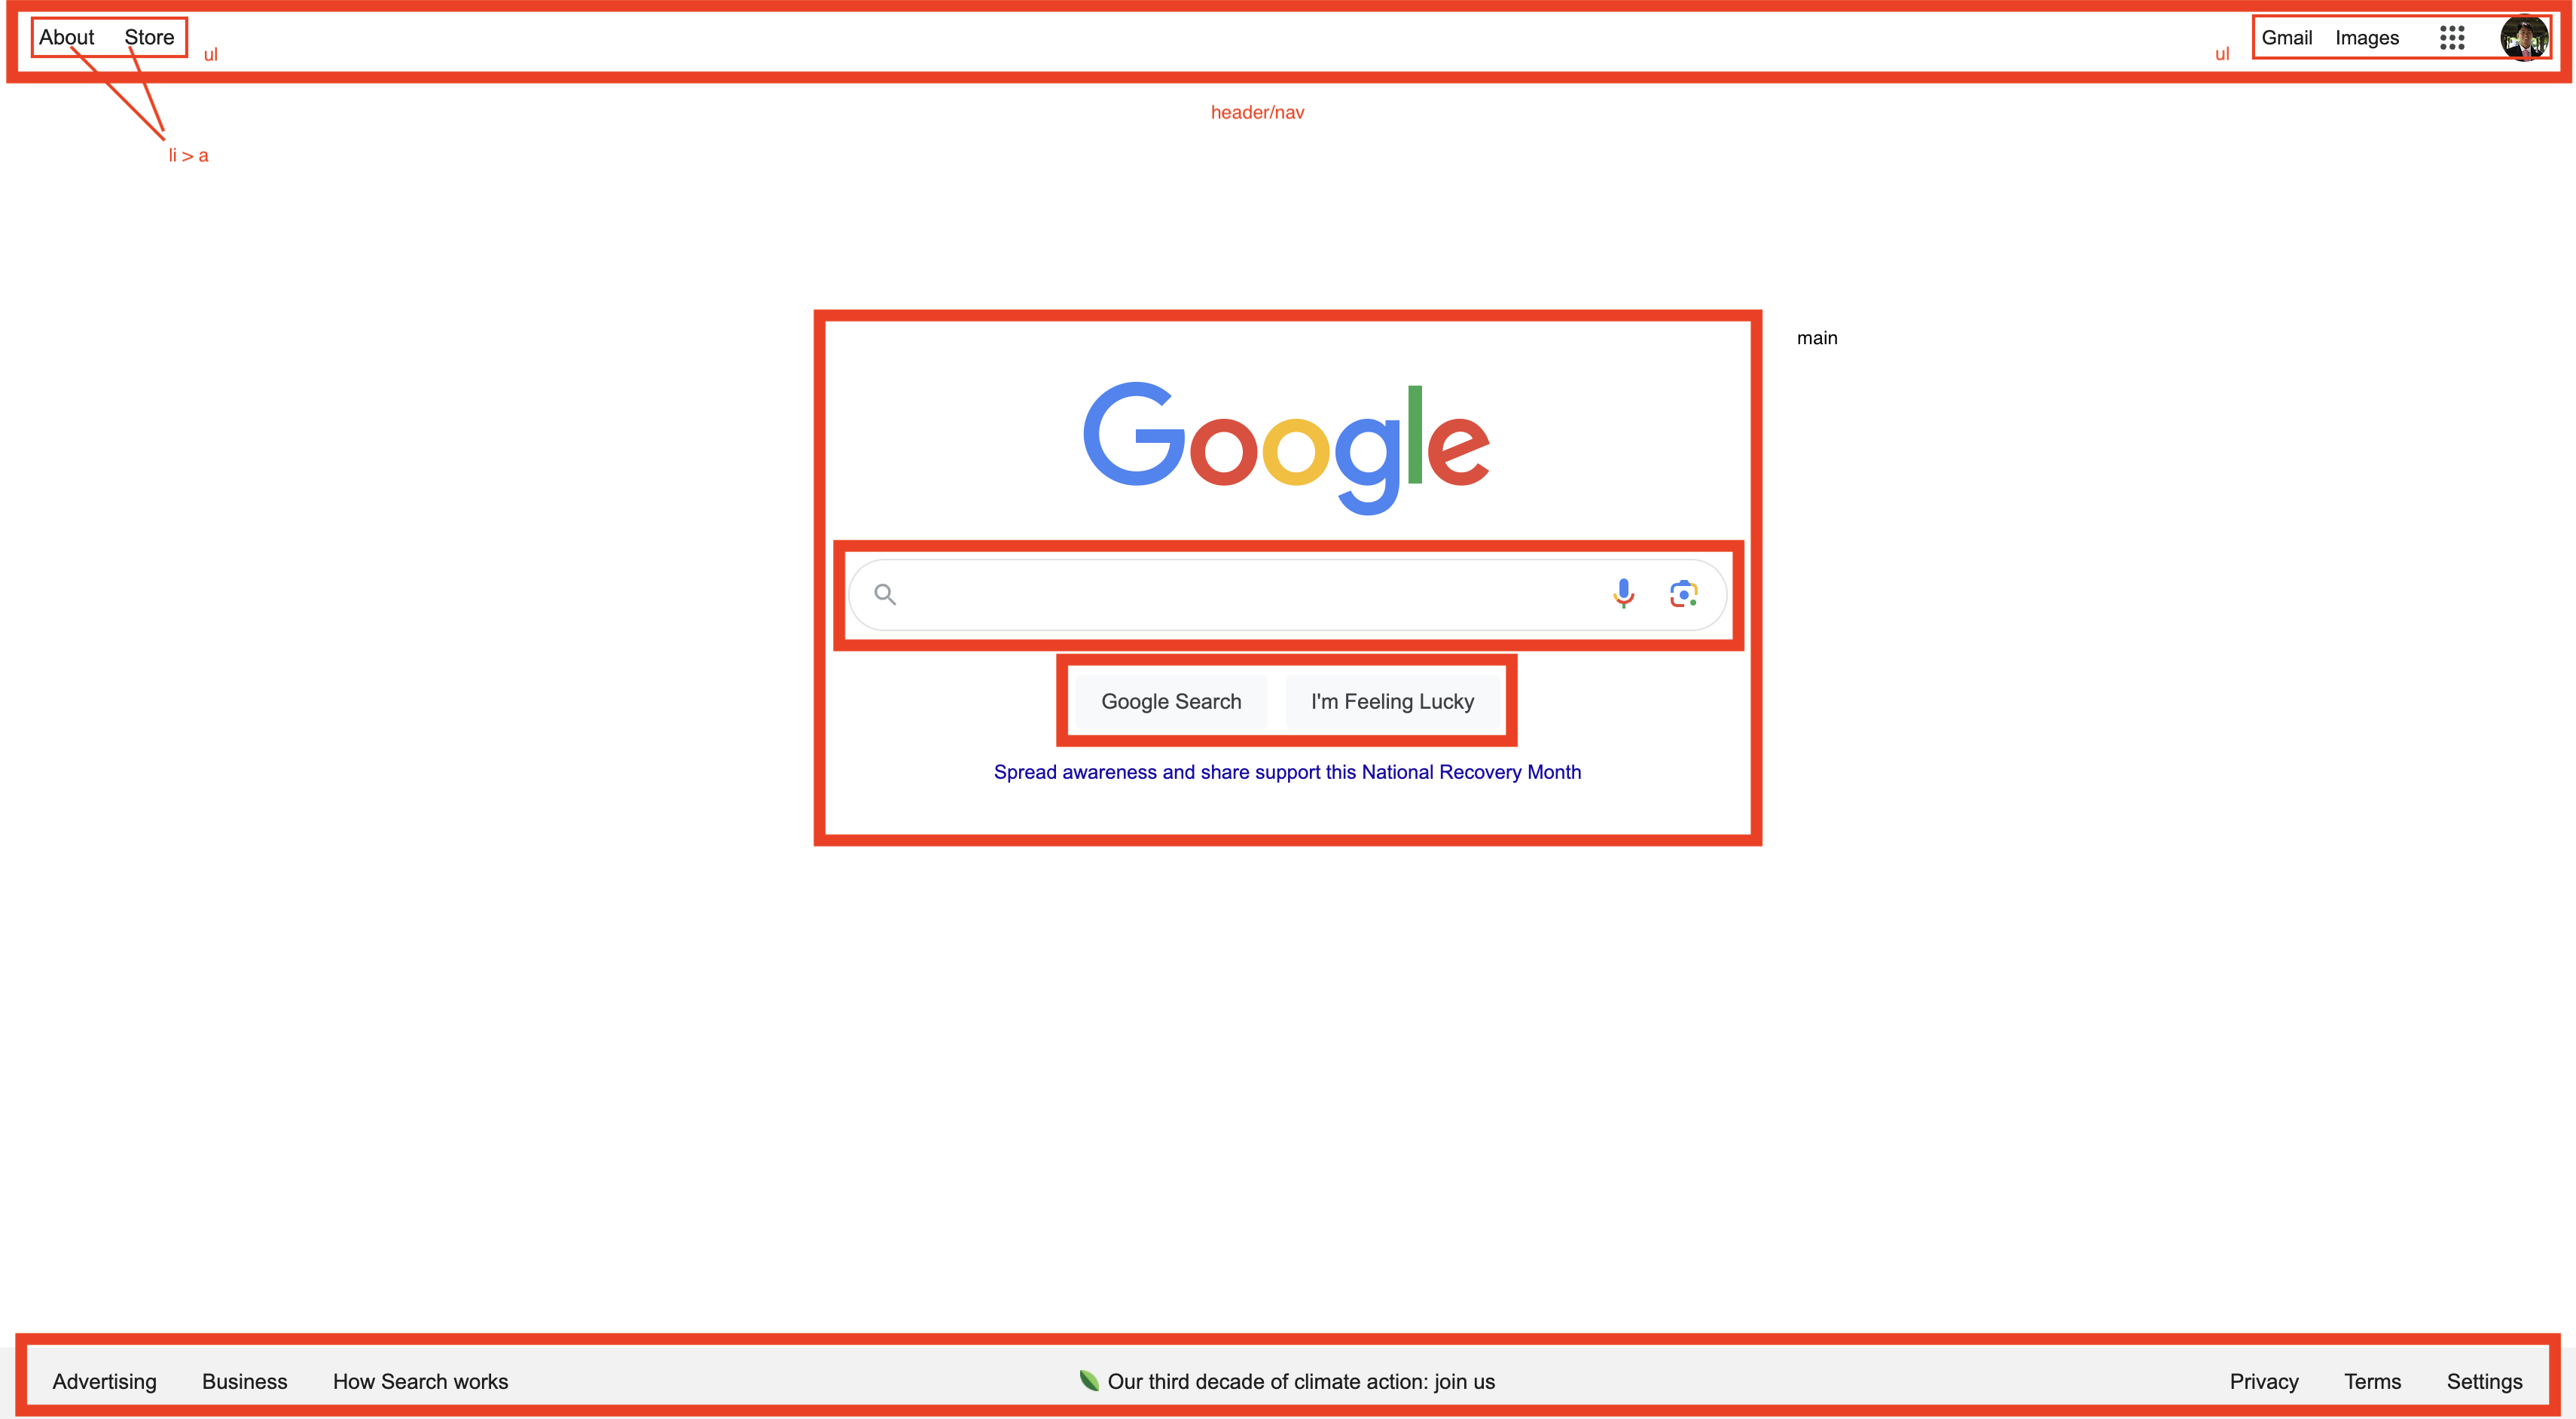 About Store
ul
ul
Gmail Images
header/nav
li > a
main
Google
Google Search I'm Feeling Lucky
Spread awareness and share support this National Recovery Month
Advertising Business How Search works
Our third decade of climate action: join us
Privacy Terms Settings